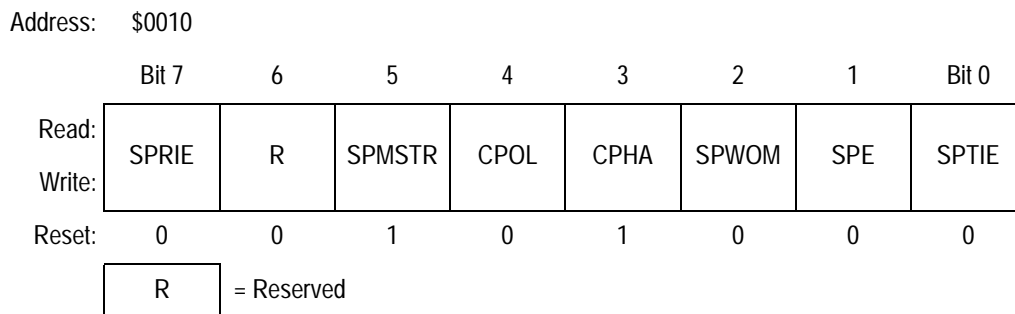 Address: $0010
Bit 7 6 5 4 3 2 1 Bit 0
Read:
SPRIE R SPMSTR CPOL CPHA SPWOM SPE SPTIE
Write:
Reset: 0 0 1 0 1 0 0 0
R = Reserved